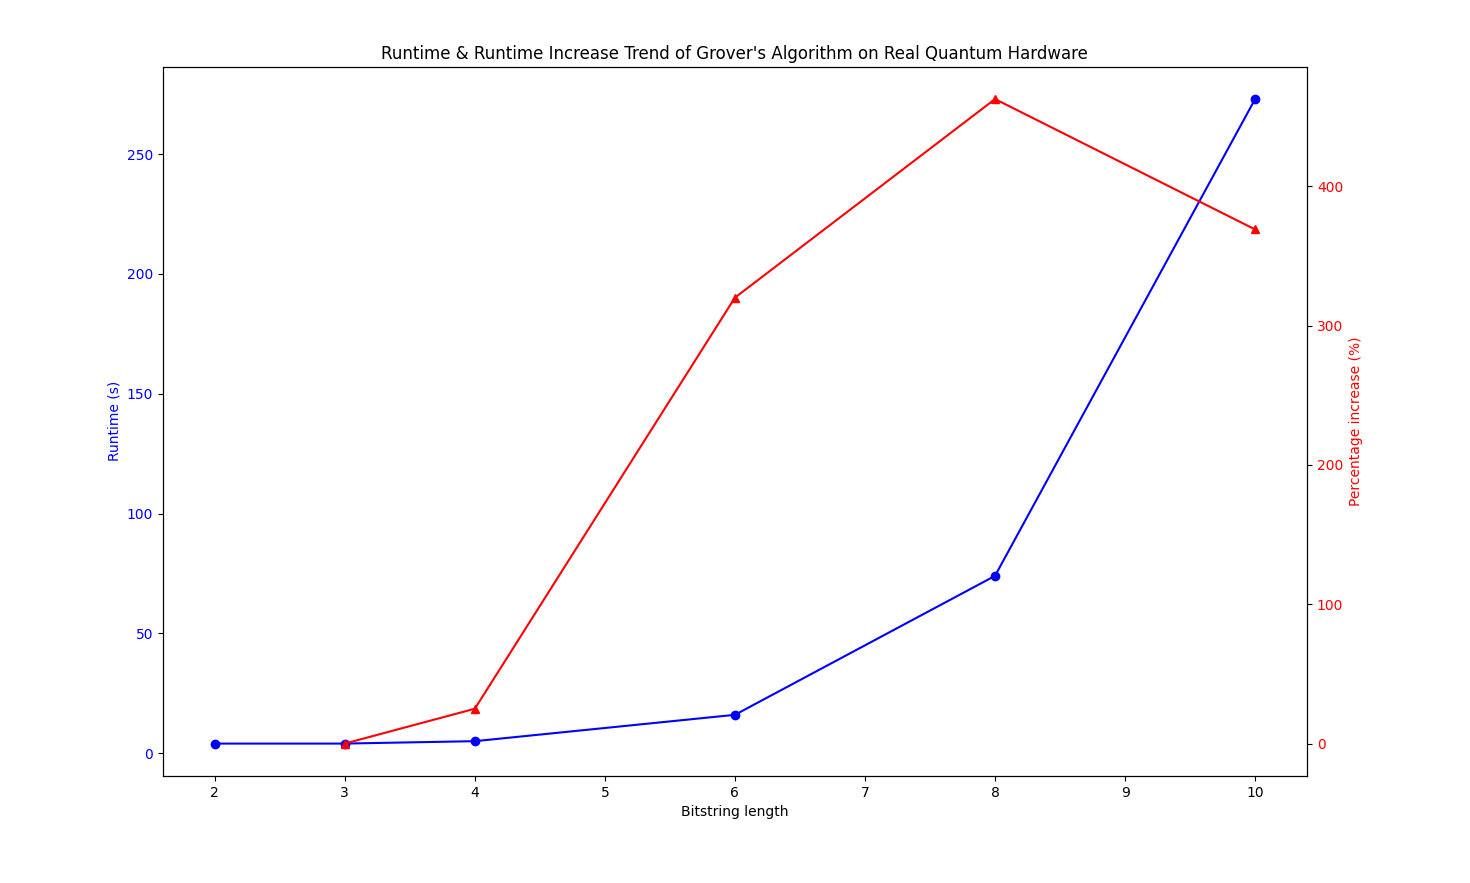 Runtime & Runtime Increase Trend of Grover's Algorithm on Real Quantum Hardware
250
200
150
100
50
0
Runtime (s)
400
300
200
100
0
Percentage increase (%)
2 3 4 5 6 7 8 9 10
Bitstring length